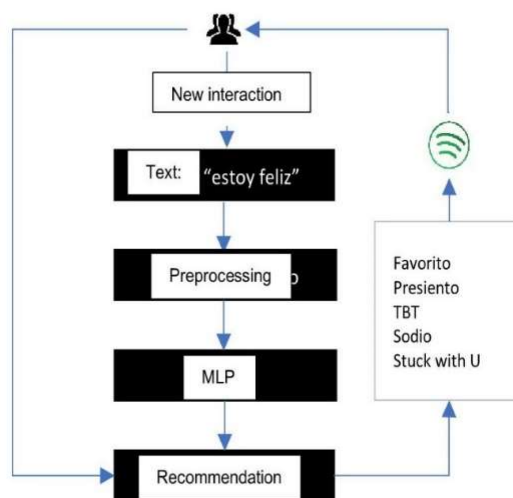 New interaction
Text: “estoy feliz”
Preprocessing
MLP
Recommendation
Favorito
Presiento
TBT
Sodio
Stuck with U